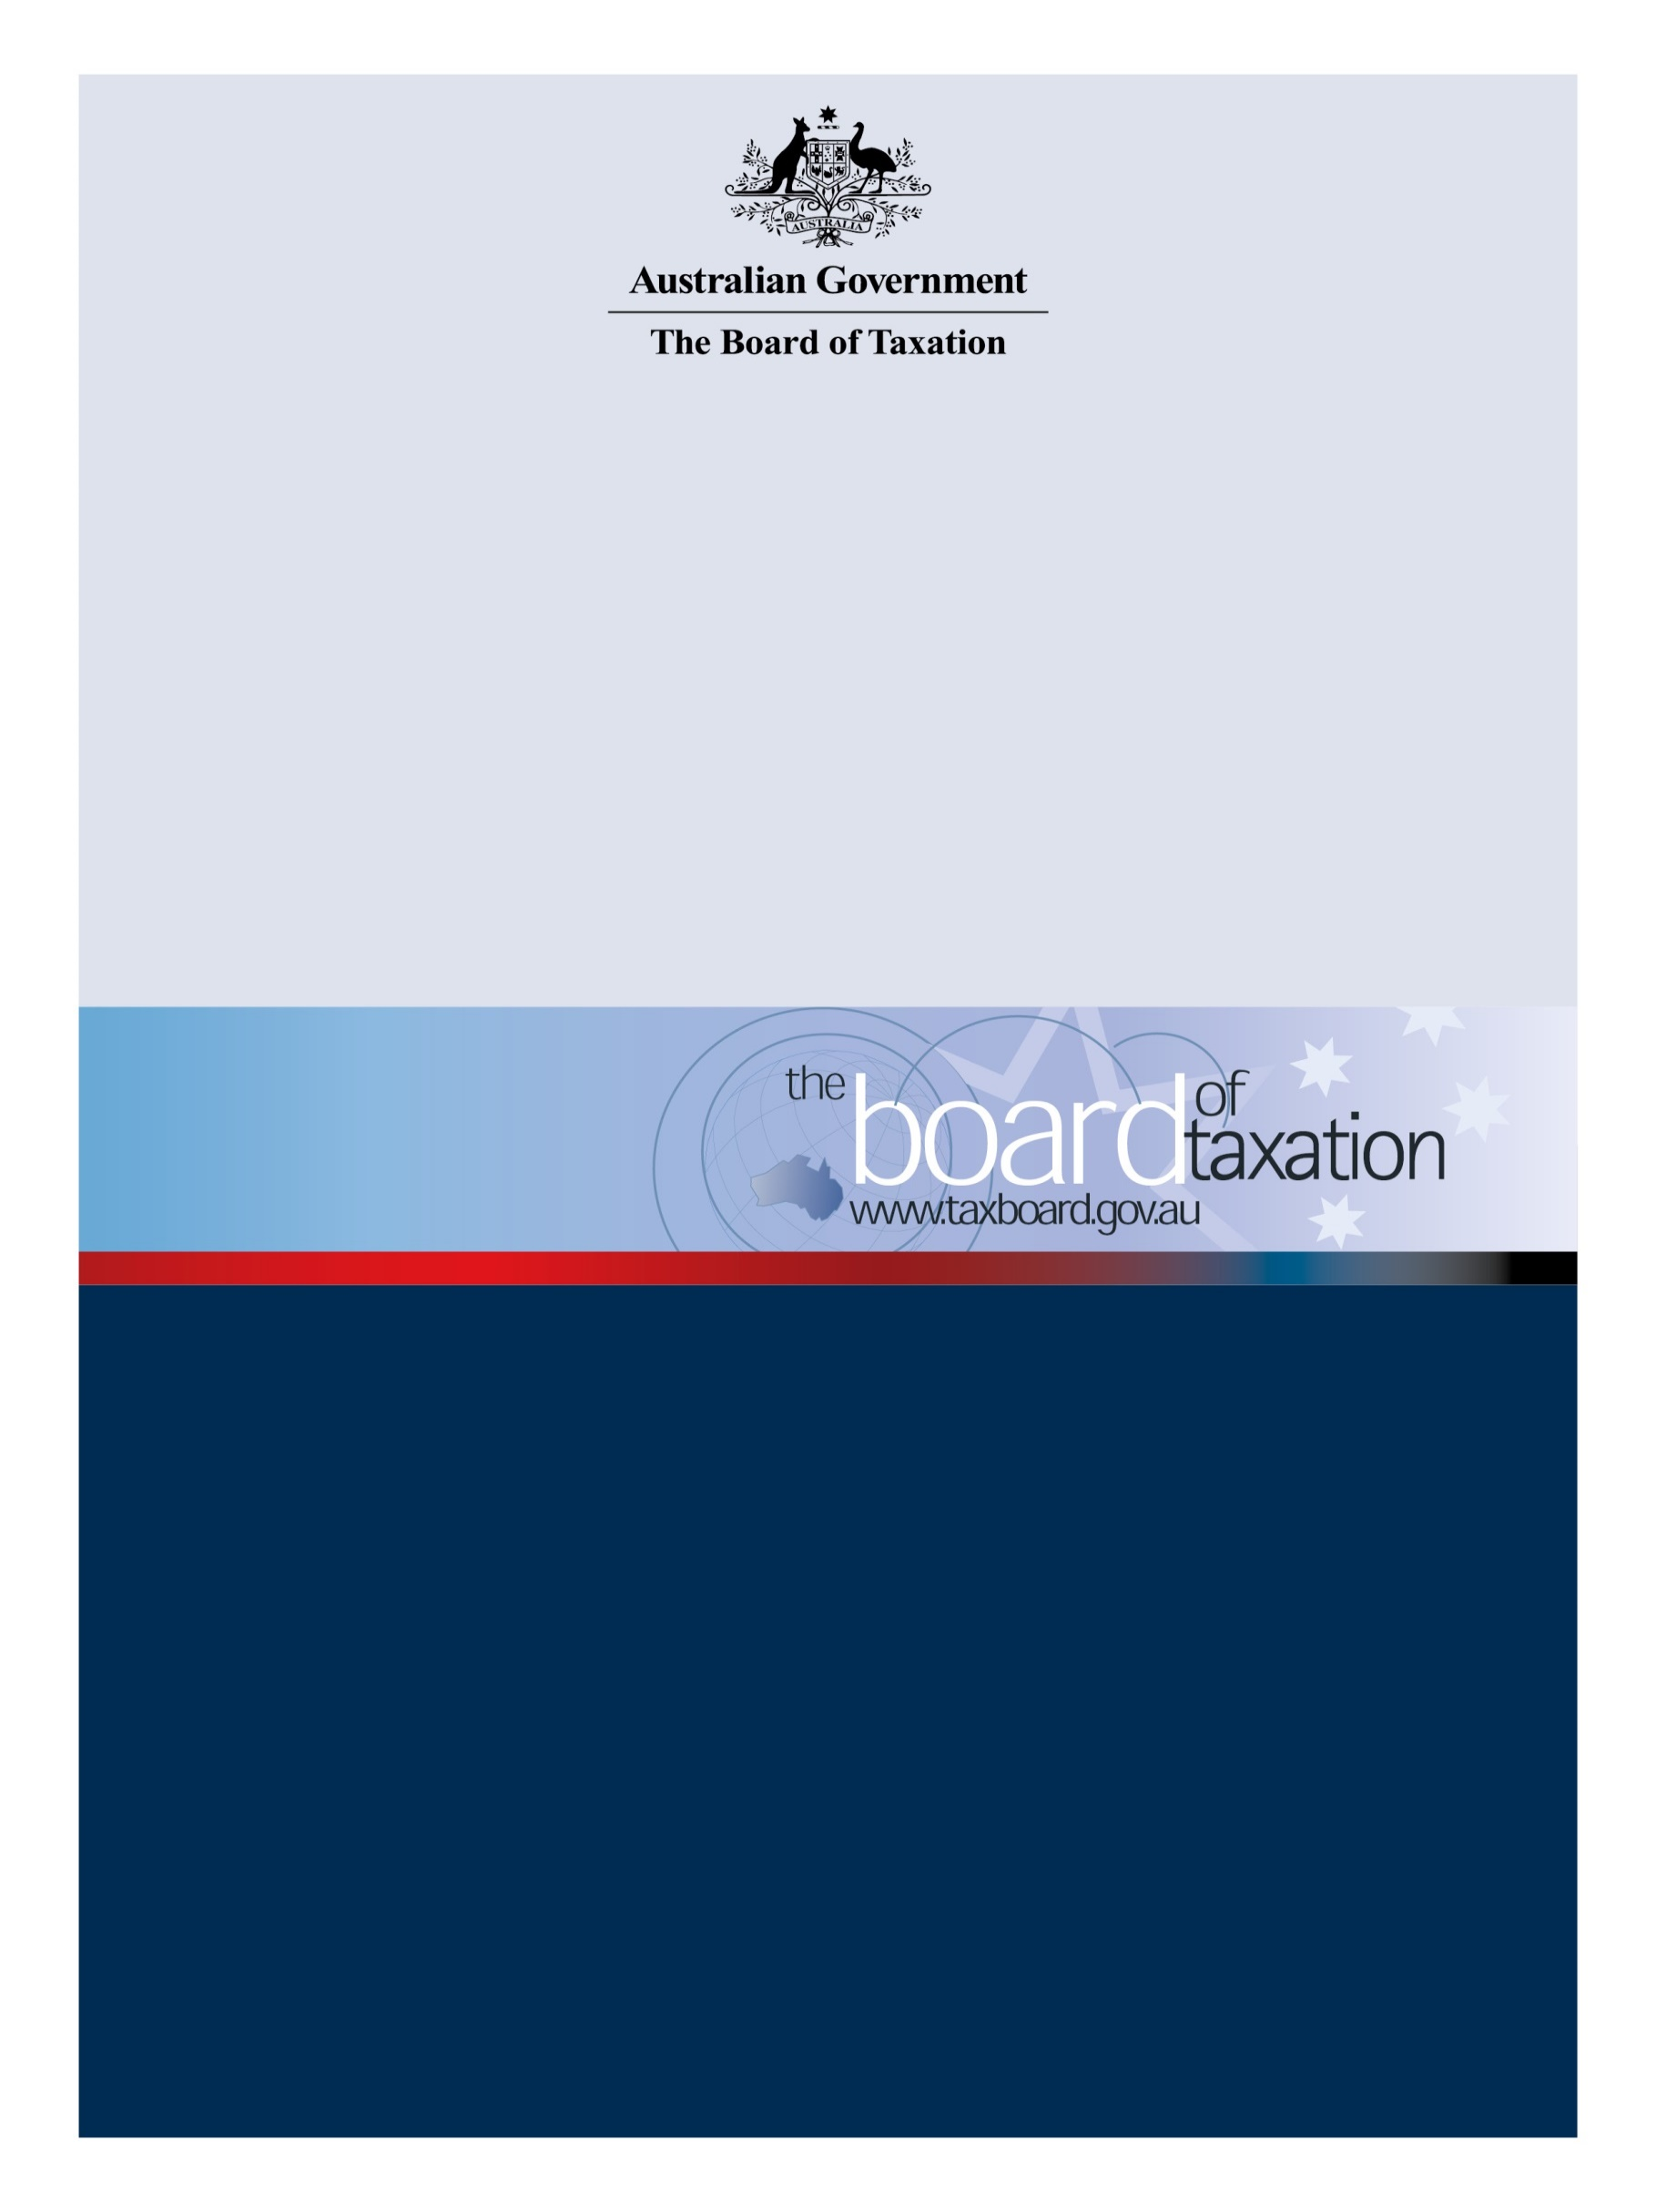 AUSTRALIA
Australian Government
The Board of Taxation
the board of taxation
www.taxboard.gov.au